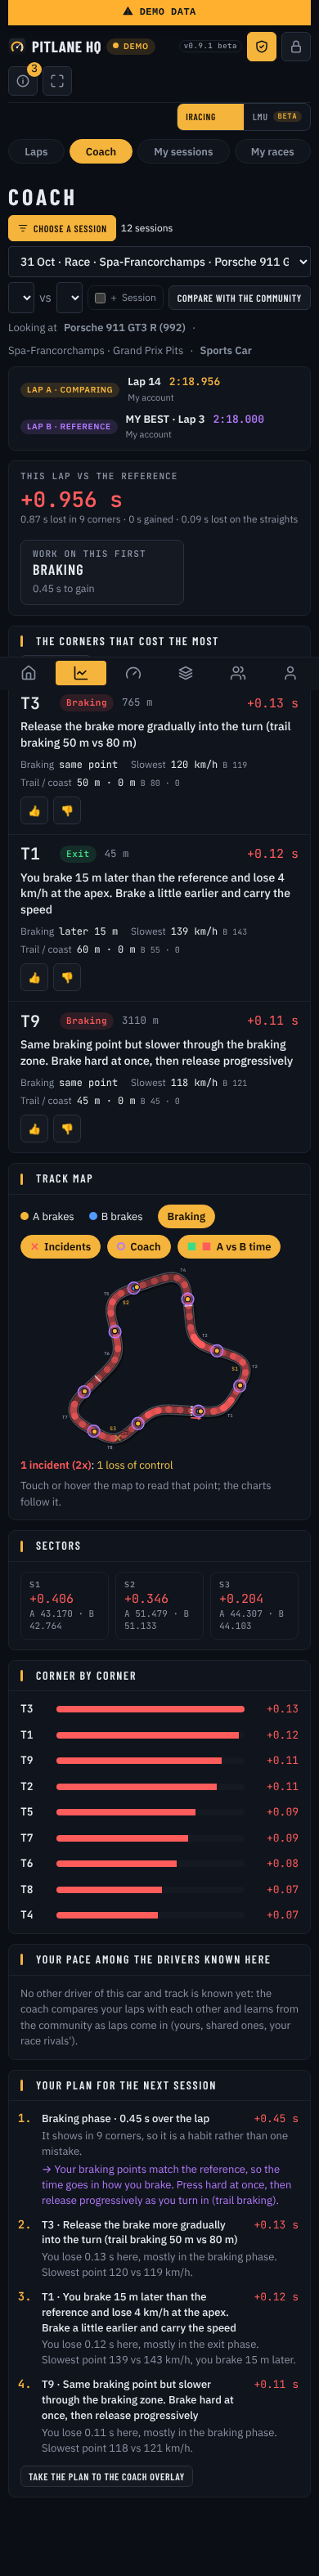 ⚠ DEMO DATA
PITLANE HQ
DEMO
v0.9.1 beta
3
IRACING
LMU BETA
Laps
Coach
My sessions
My races
COACH
CHOOSE A SESSION
12 sessions
31 Oct · Race · Spa-Francorchamps · Porsche 911 G
vs
+ Session
COMPARE WITH THE COMMUNITY
Looking at Porsche 911 GT3 R (992) ·
Spa-Francorchamps · Grand Prix Pits · Sports Car
LAP A · COMPARING
Lap 14 2:18.956
My account
LAP B · REFERENCE
MY BEST · Lap 3 2:18.000
My account
THIS LAP VS THE REFERENCE
+0.956 s
0.87 s lost in 9 corners · 0 s gained · 0.09 s lost on the straights
WORK ON THIS FIRST
BRAKING
0.45 s to gain
THE CORNERS THAT COST THE MOST
T3 Braking 765 m +0.13 s
Release the brake more gradually into the turn (trail
braking 50 m vs 80 m)
Braking same point Slowest 120 km/h B 119
Trail / coast 50 m · 0 m B 80 · 0
T1 Exit 45 m +0.12 s
You brake 15 m later than the reference and lose 4
km/h at the apex. Brake a little earlier and carry the
speed
Braking later 15 m Slowest 139 km/h B 143
Trail / coast 60 m · 0 m B 55 · 0
T9 Braking 3110 m +0.11 s
Same braking point but slower through the braking
zone. Brake hard at once, then release progressively
Braking same point Slowest 118 km/h B 121
Trail / coast 45 m · 0 m B 45 · 0
TRACK MAP
A brakes
B brakes
Braking
Incidents
Coach
A vs B time
T4
T5
S2
T3
T6
T2
S1
T7
T1
S3
T8
1 incident (2x): 1 loss of control
Touch or hover the map to read that point; the charts
follow it.
SECTORS
S1
+0.406
A 43.170 · B
42.764
S2
+0.346
A 51.479 · B
51.133
S3
+0.204
A 44.307 · B
44.103
CORNER BY CORNER
T3 +0.13
T1 +0.12
T9 +0.11
T2 +0.11
T5 +0.09
T7 +0.09
T6 +0.08
T8 +0.07
T4 +0.07
YOUR PACE AMONG THE DRIVERS KNOWN HERE
No other driver of this car and track is known yet: the
coach compares your laps with each other and learns from
the community as laps come in (yours, shared ones, your
race rivals').
YOUR PLAN FOR THE NEXT SESSION
1. Braking phase · 0.45 s over the lap +0.45 s
It shows in 9 corners, so it is a habit rather than one
mistake.
→ Your braking points match the reference, so the
time goes in how you brake. Press hard at once, then
release progressively as you turn in (trail braking).
2. T3 · Release the brake more gradually +0.13 s
into the turn (trail braking 50 m vs 80 m)
You lose 0.13 s here, mostly in the braking phase.
Slowest point 120 vs 119 km/h.
3. T1 · You brake 15 m later than the +0.12 s
reference and lose 4 km/h at the apex.
Brake a little earlier and carry the speed
You lose 0.12 s here, mostly in the exit phase.
Slowest point 139 vs 143 km/h, you brake 15 m later.
4. T9 · Same braking point but slower +0.11 s
through the braking zone. Brake hard at
once, then release progressively
You lose 0.11 s here, mostly in the braking phase.
Slowest point 118 vs 121 km/h.
TAKE THE PLAN TO THE COACH OVERLAY